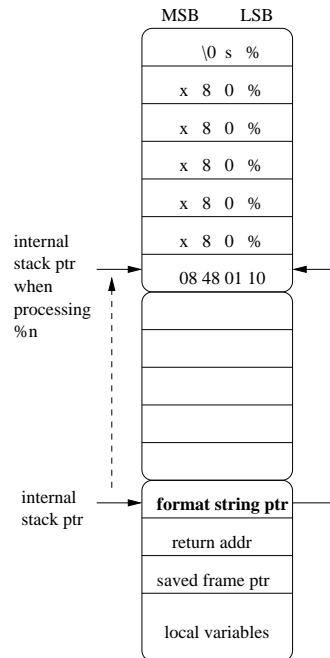 MSB LSB
\0 s %
x 8 0 %
x 8 0 %
x 8 0 %
x 8 0 %
x 8 0 %
internal
stack ptr
when
processing
%n
08 48 01 10
internal
stack ptr
format string ptr
return addr
saved frame ptr
local variables